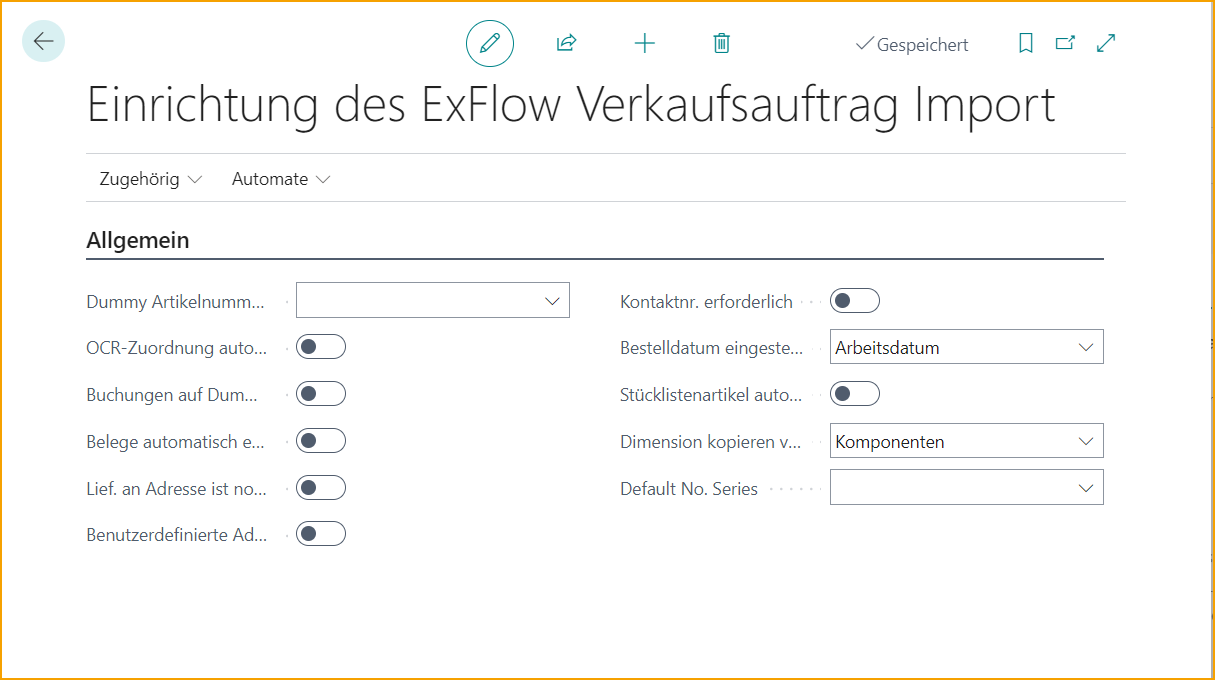 Gespeichert
Einrichtung des ExFlow Verkaufsauftrag Import
Zugehörig Automate
Allgemein
Dummy Artikelnumm...
Kontaktnr. erforderlich
OCR-Zuordnung auto...
Bestelldatum eingeste... Arbeitsdatum
Buchungen auf Dum...
Stücklistenartikel auto...
Belege automatisch e...
Dimension kopieren v... Komponenten
Lief. an Adresse ist no...
Default No. Series
Benutzerdefinierte Ad...